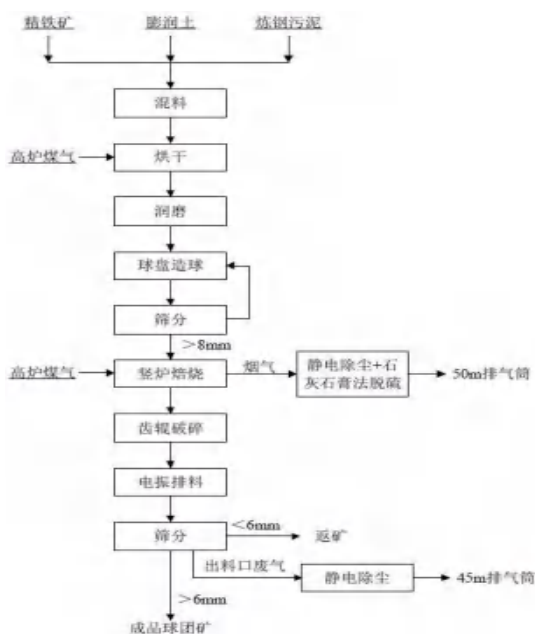 精铁矿 膨润土 炼钢污泥
混料
高炉煤气 烘干
润磨
球盘造球
筛分
>8mm
高炉煤气 竖炉焙烧 烟气 静电除尘+石 50m排气筒
灰石膏法脱硫
齿辊破碎
电振排料
筛分 <6mm 返矿
出料口废气 静电除尘 45m排气筒
>6mm
成品球团矿